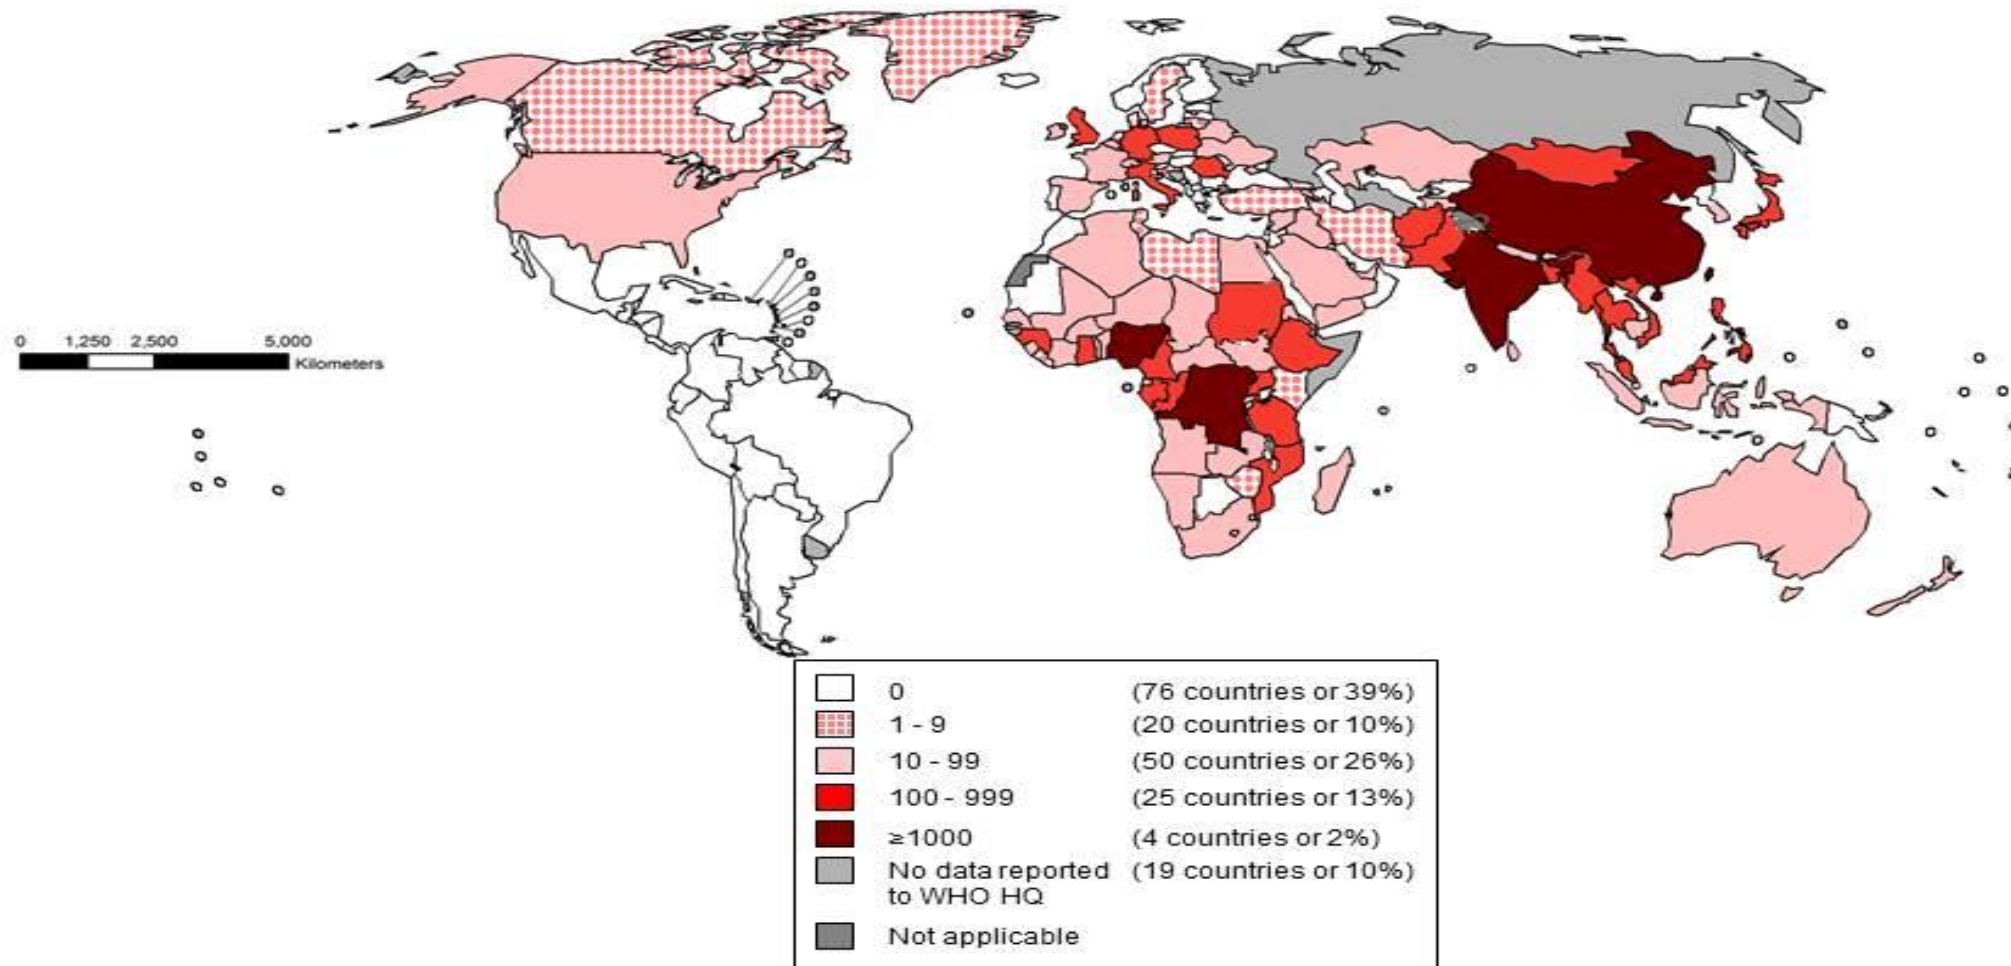 0 1,250 2,500 5,000
Kilometers
0 (76 countries or 39%)
1 - 9 (20 countries or 10%)
10 - 99 (50 countries or 26%)
100 - 999 (25 countries or 13%)
≥1000 (4 countries or 2%)
No data reported (19 countries or 10%)
to WHO HQ
Not applicable